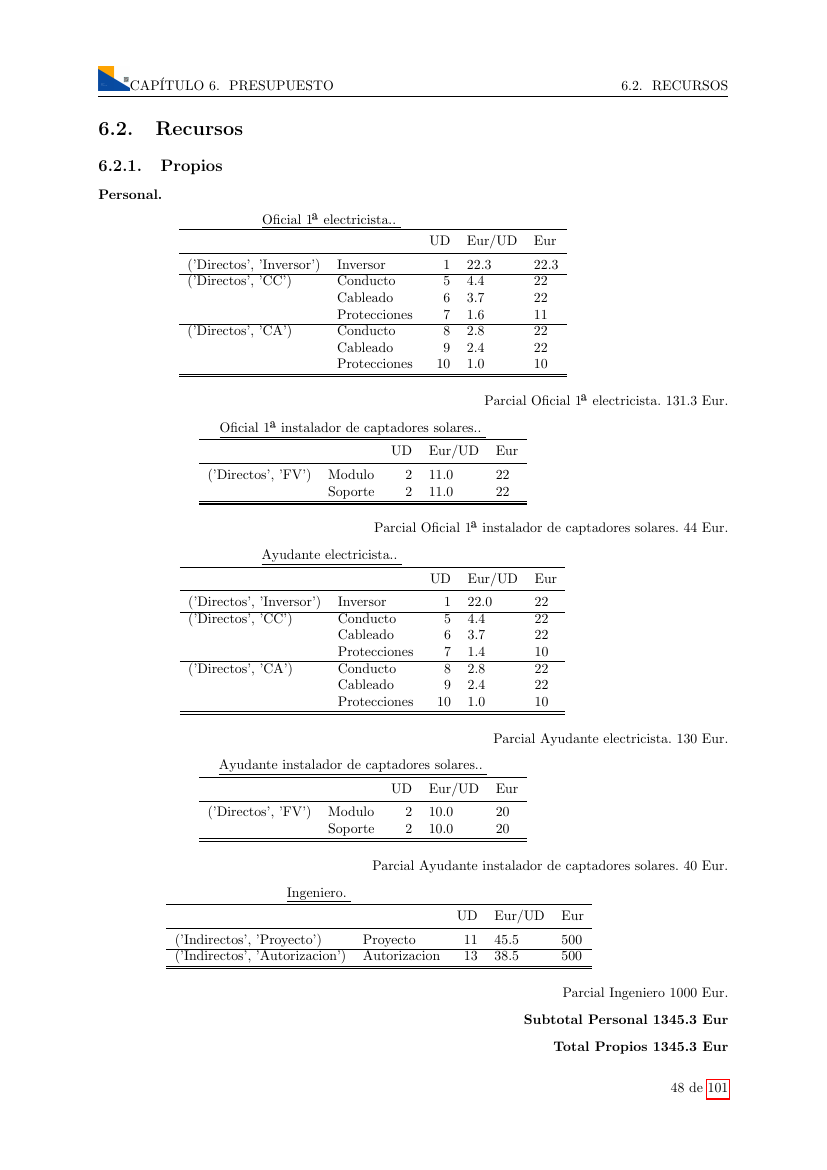 CAPÍTULO 6. PRESUPUESTO 6.2. RECURSOS
6.2. Recursos
6.2.1. Propios
Personal.
Oficial 1ª electricista..
UD Eur/UD Eur
('Directos', 'Inversor') Inversor 1 22.3 22.3
('Directos', 'CC') Conducto 5 4.4 22
Cableado 6 3.7 22
Protecciones 7 1.6 11
('Directos', 'CA') Conducto 8 2.8 22
Cableado 9 2.4 22
Protecciones 10 1.0 10
Parcial Oficial 1ª electricista. 131.3 Eur.
Oficial 1ª instalador de captadores solares..
UD Eur/UD Eur
('Directos', 'FV') Modulo 2 11.0 22
Soporte 2 11.0 22
Parcial Oficial 1ª instalador de captadores solares. 44 Eur.
Ayudante electricista..
UD Eur/UD Eur
('Directos', 'Inversor') Inversor 1 22.0 22
('Directos', 'CC') Conducto 5 4.4 22
Cableado 6 3.7 22
Protecciones 7 1.4 10
('Directos', 'CA') Conducto 8 2.8 22
Cableado 9 2.4 22
Protecciones 10 1.0 10
Parcial Ayudante electricista. 130 Eur.
Ayudante instalador de captadores solares..
UD Eur/UD Eur
('Directos', 'FV') Modulo 2 10.0 20
Soporte 2 10.0 20
Parcial Ayudante instalador de captadores solares. 40 Eur.
Ingeniero.
UD Eur/UD Eur
('Indirectos', 'Proyecto') Proyecto 11 45.5 500
('Indirectos', 'Autorizacion') Autorizacion 13 38.5 500
Parcial Ingeniero 1000 Eur.
Subtotal Personal 1345.3 Eur
Total Propios 1345.3 Eur
48 de 101